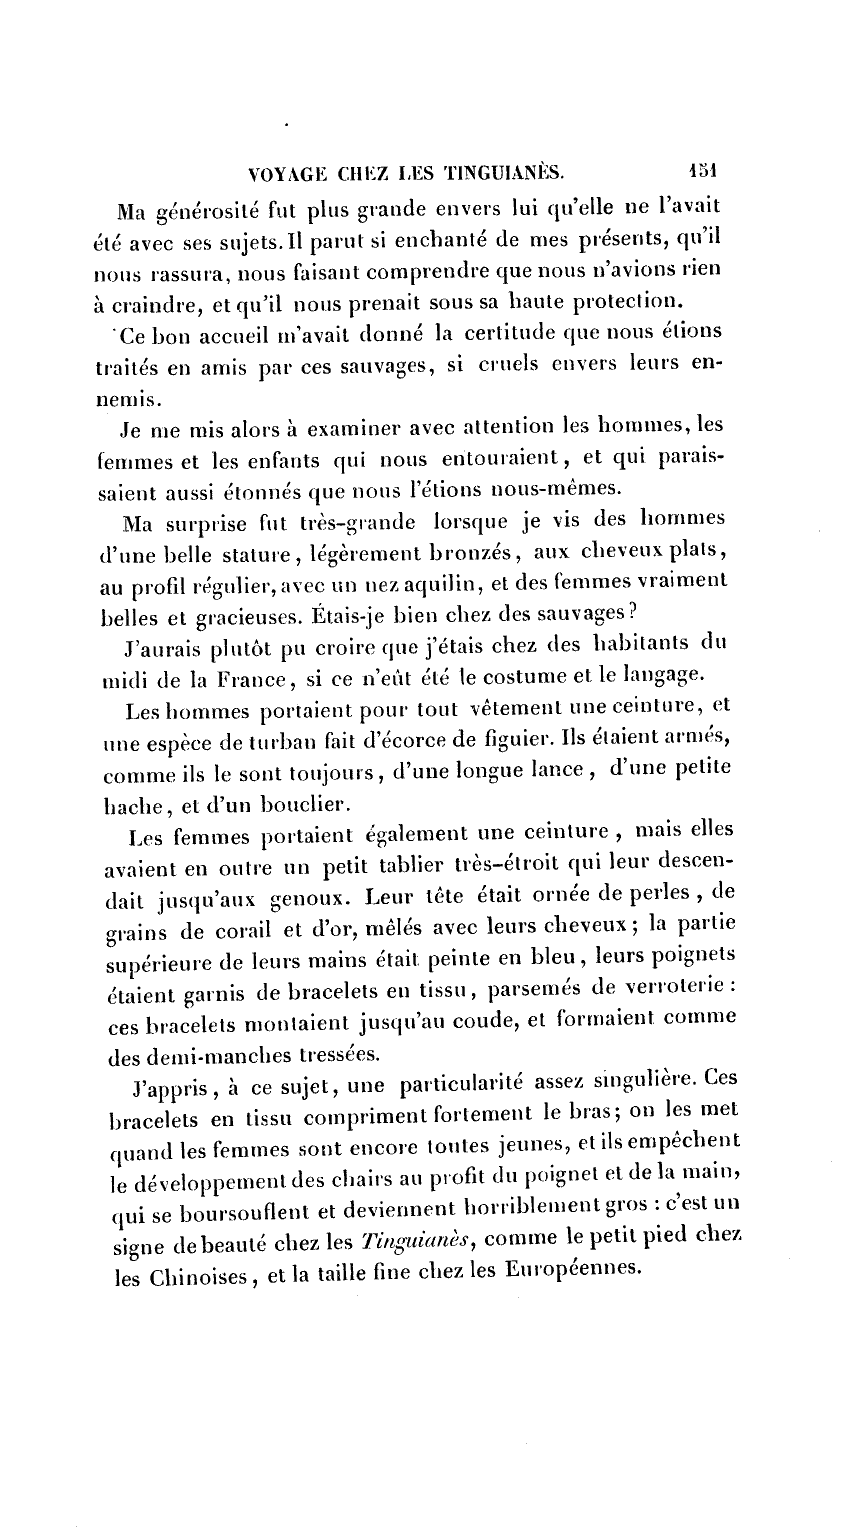 VOYAGE CHEZ LES TINGUIANÈS. 151
Ma générosité fut plus grande envers lui qu'elle ne l'avait
été avec ses sujets. Il parut si enchanté de mes présents, qu'il
nous rassura, nous faisant comprendre que nous n'avions rien
à craindre, et qu'il nous prenait sous sa haute protection.
Ce bon accueil m'avait donné la certitude que nous étions
traités en amis par ces sauvages, si cruels envers leurs en-
nemis.
Je me mis alors à examiner avec attention les hommes, les
femmes et les enfants qui nous entouraient, et qui parais-
saient aussi étonnés que nous l'étions nous-mêmes.
Ma surprise fut très-grande lorsque je vis des hommes
d'une belle stature, légèrement bronzés, aux cheveux plats,
au profil régulier, avec un nez aquilin, et des femmes vraiment
belles et gracieuses. Étais-je bien chez des sauvages?
J'aurais plutôt pu croire que j'étais chez des habitants du
midi de la France, si ce n'eût été le costume et le langage.
Les hommes portaient pour tout vêtement une ceinture, et
une espèce de turban fait d'écorce de figuier. Ils étaient armés,
comme ils le sont toujours, d'une longue lance, d'une petite
hache, et d'un bouclier.
Les femmes portaient également une ceinture, mais elles
avaient en outre un petit tablier très-étroit qui leur descen-
dait jusqu'aux genoux. Leur tête était ornée de perles, de
grains de corail et d'or, mêlés avec leurs cheveux; la partie
supérieure de leurs mains était peinte en bleu, leurs poignets
étaient garnis de bracelets en tissu, parsemés de verroterie:
ces bracelets montaient jusqu'au coude, et formaient comme
des demi-manches tressées.
J'appris, à ce sujet, une particularité assez singulière. Ces
bracelets en tissu compriment fortement le bras; on les met
quand les femmes sont encore toutes jeunes, et ils empêchent
le développement des chairs au profit du poignet et de la main,
qui se boursouflent et deviennent horriblement gros : c'est un
signe de beauté chez les Tinguianès, comme le petit pied chez
les Chinoises, et la taille fine chez les Européennes.